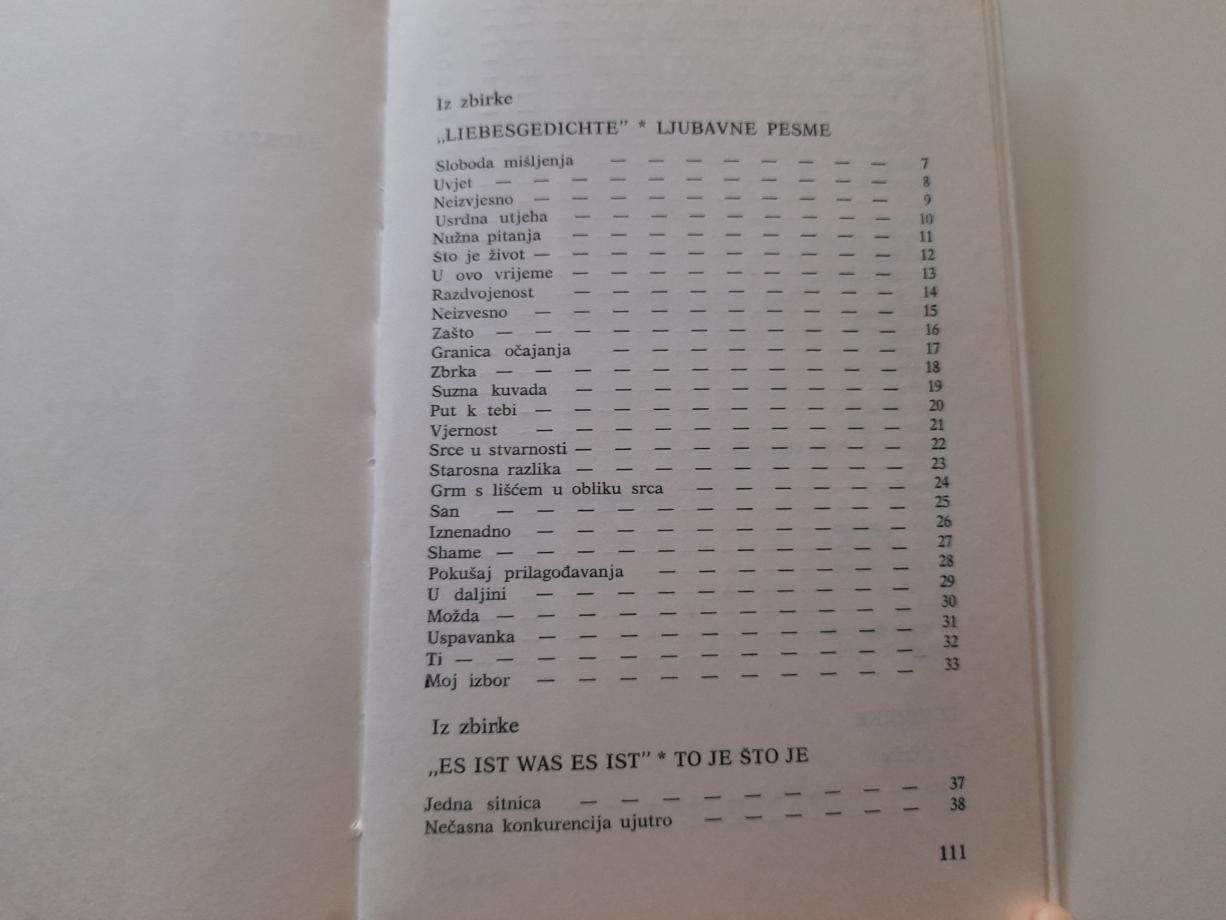 Iz zbirke
„LIEBESGEDICHTE” * LJUBAVNE PESME
Sloboda mišljenja — — — — — — — — 7
Uvjet — — — — — — — — — — — 8
Neizvjesno — — — — — — — — — — 9
Usrdna utjeha — — — — — — — — — 10
Nužna pitanja — — — — — — — — — 11
Što je život — — — — — — — — — — 12
U ovo vrijeme — — — — — — — — — 13
Razdvojenost — — — — — — — — — 14
Neizvesno — — — — — — — — — — 15
Zašto — — — — — — — — — — — 16
Granica očajanja — — — — — — — — 17
Zbrka — — — — — — — — — — — 18
Suzna kuvada — — — — — — — — — 19
Put k tebi — — — — — — — — — — 20
Vjernost — — — — — — — — — — 21
Srce u stvarnosti — — — — — — — — — 22
Starosna razlika — — — — — — — — — 23
Grm s lišćem u obliku srca — — — — — — 24
San — — — — — — — — — — — 25
Iznenadno — — — — — — — — — — 26
Shame — — — — — — — — — — — 27
Pokušaj prilagođavanja — — — — — — — 28
U daljini — — — — — — — — — — 29
Možda — — — — — — — — — — — 30
Uspavanka — — — — — — — — — — 31
Ti — — — — — — — — — — — — 32
Moj izbor — — — — — — — — — — 33
Iz zbirke
„ES IST WAS ES IST” * TO JE ŠTO JE
Jedna sitnica — — — — — — — — — 37
Nečasna konkurencija ujutro — — — — — — 38
111